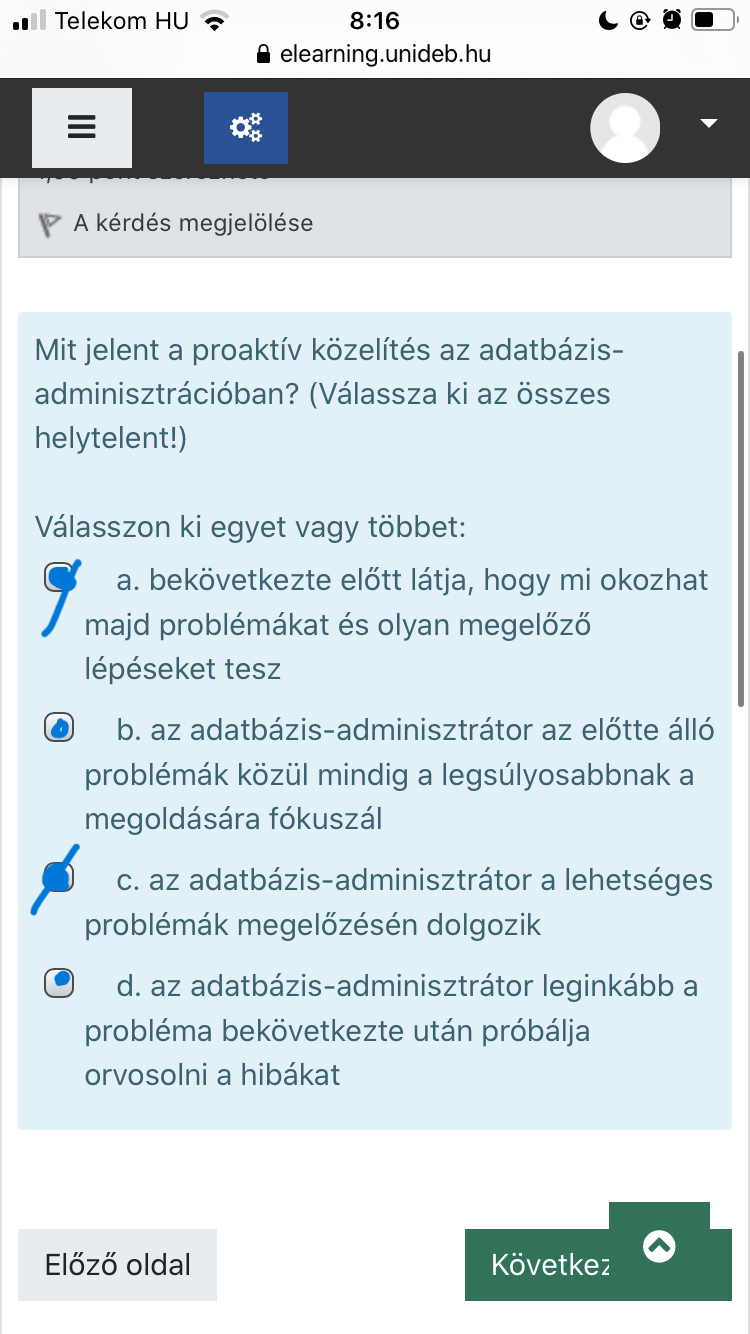 Telekom HU
8:16
elearning.unideb.hu
A kérdés megjelölése
Mit jelent a proaktív közelítés az adatbázis-
adminisztrációban? (Válassza ki az összes
helytelent!)
Válasszon ki egyet vagy többet:
a. bekövetkezte előtt látja, hogy mi okozhat
majd problémákat és olyan megelőző
lépéseket tesz
b. az adatbázis-adminisztrátor az előtte álló
problémák közül mindig a legsúlyosabbnak a
megoldására fókuszál
c. az adatbázis-adminisztrátor a lehetséges
problémák megelőzésén dolgozik
d. az adatbázis-adminisztrátor leginkább a
probléma bekövetkezte után próbálja
orvosolni a hibákat
Előző oldal
Következ